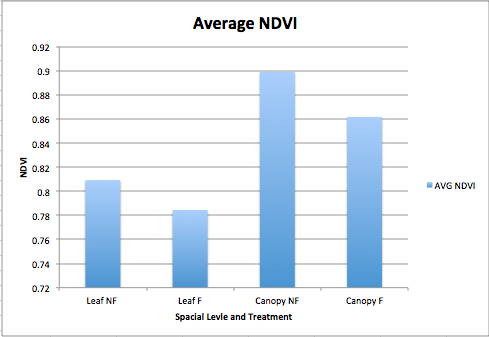 Average NDVI
0.92
0.9
0.88
0.86
0.84
0.82
0.8
0.78
0.76
0.74
0.72
NDVI
Leaf NF
Leaf F
Canopy NF
Canopy F
Spacial Levle and Treatment
AVG NDVI